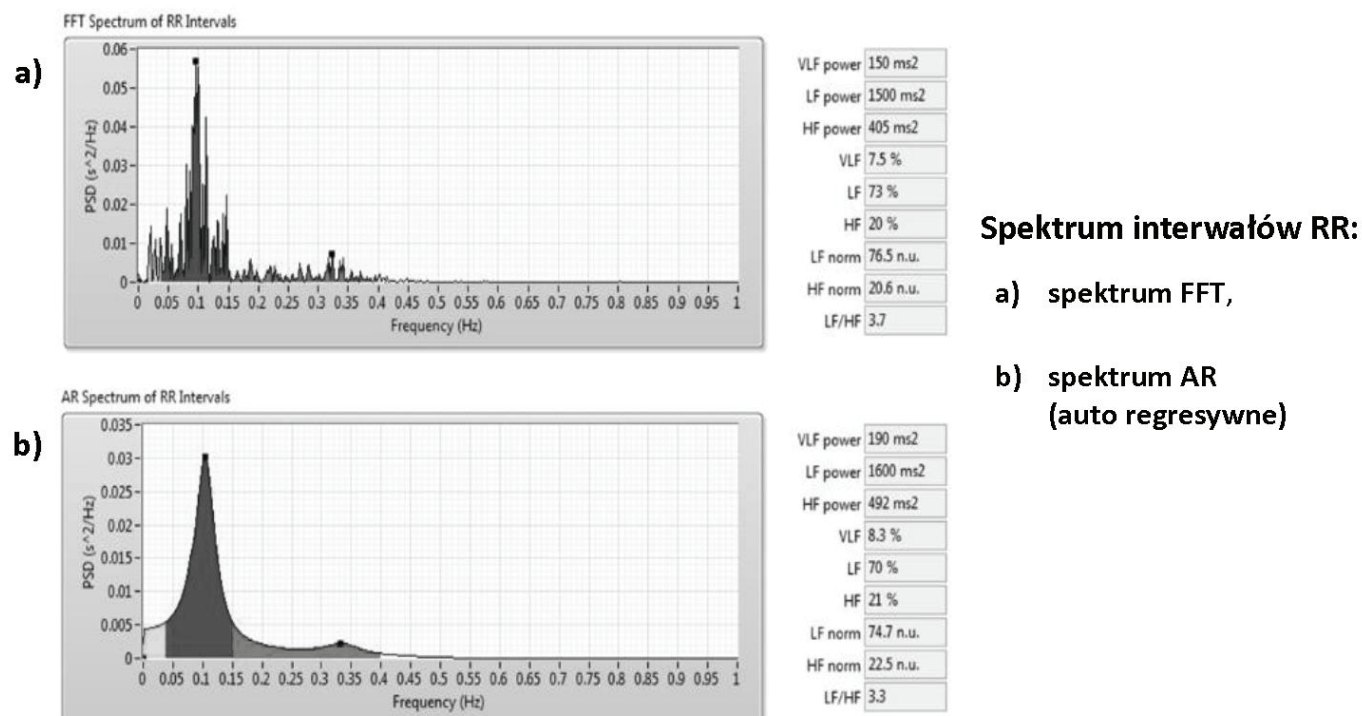 FFT Spectrum of RR Intervals
a)
PSD (s^2/Hz)
0.06
0.05
0.04
0.03
0.02
0.01
0
0 0.05 0.1 0.15 0.2 0.25 0.3 0.35 0.4 0.45 0.5 0.55 0.6 0.65 0.7 0.75 0.8 0.85 0.9 0.95 1
Frequency (Hz)
VLF power 150 ms2
LF power 1500 ms2
HF power 405 ms2
VLF 7.5 %
LF 73 %
HF 20 %
LF norm 76.5 n.u.
HF norm 20.6 n.u.
LF/HF 3.7
AR Spectrum of RR Intervals
b)
PSD (s^2/Hz)
0.035
0.03
0.025
0.02
0.015
0.01
0.005
0
0 0.05 0.1 0.15 0.2 0.25 0.3 0.35 0.4 0.45 0.5 0.55 0.6 0.65 0.7 0.75 0.8 0.85 0.9 0.95 1
Frequency (Hz)
VLF power 190 ms2
LF power 1600 ms2
HF power 492 ms2
VLF 8.3 %
LF 70 %
HF 21 %
LF norm 74.7 n.u.
HF norm 22.5 n.u.
LF/HF 3.3
Spektrum interwałów RR:
a) spektrum FFT,
b) spektrum AR
(auto regresywne)